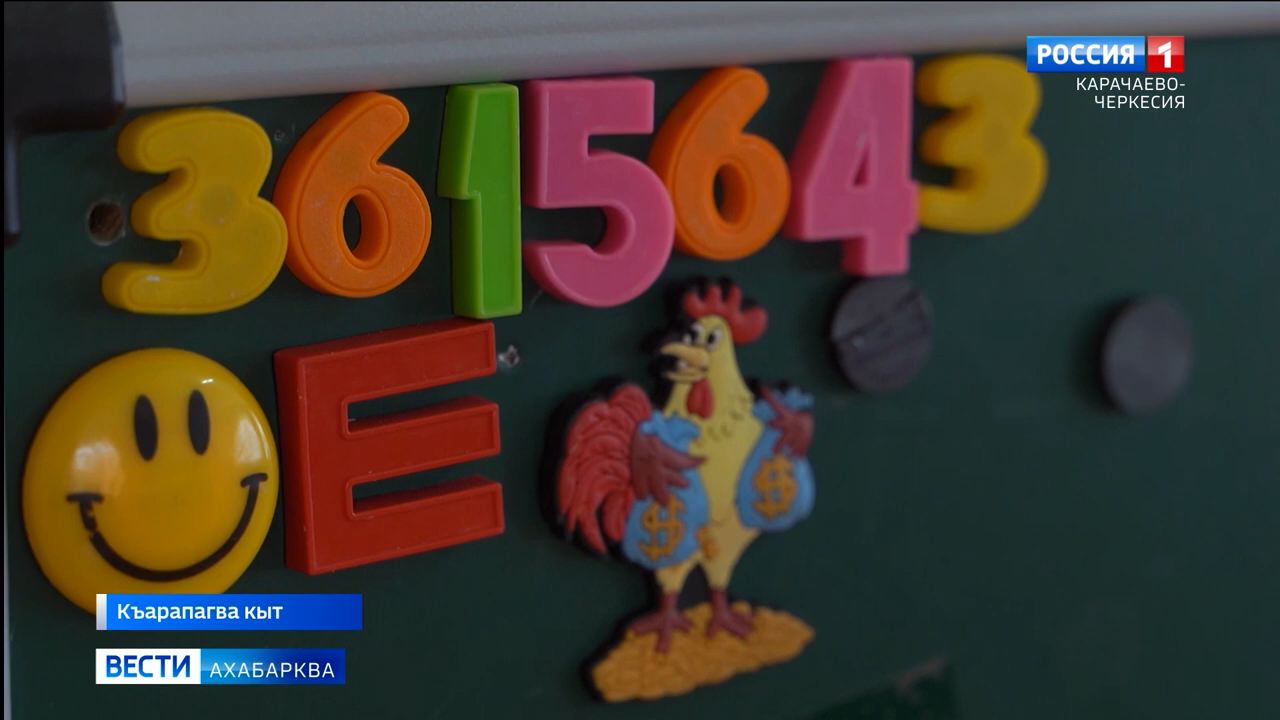 РОССИЯ 1
КАРАЧАЕВО-
ЧЕРКЕСИЯ
3615643
E
$ $
Къарапагва кыт
ВЕСТИ АХАБАРКВА